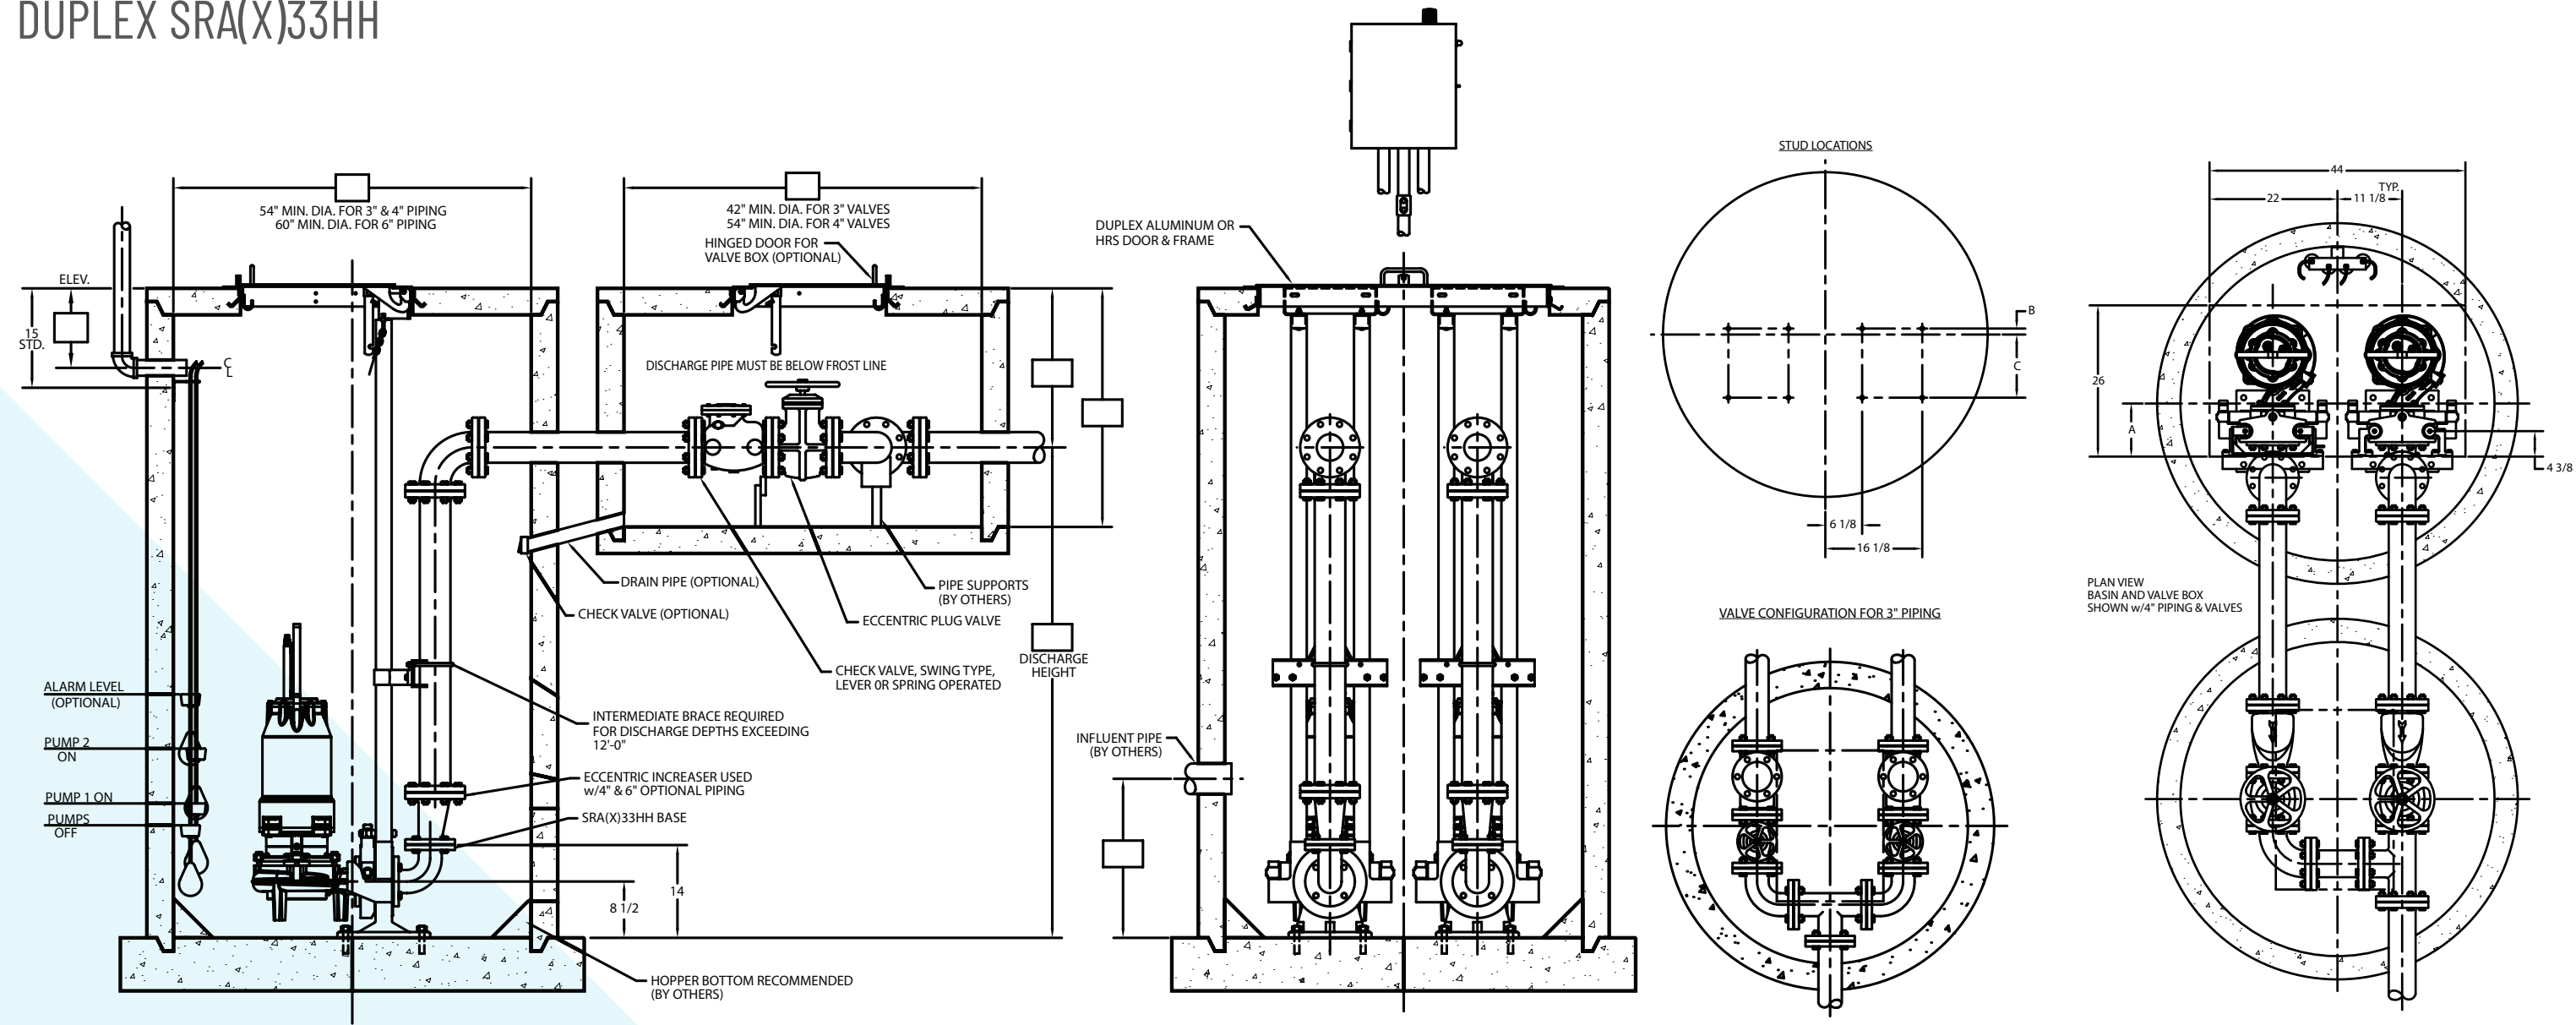 DUPLEX SRA(X)33HH
54" MIN. DIA. FOR 3" & 4" PIPING
60" MIN. DIA. FOR 6" PIPING
42" MIN. DIA. FOR 3" VALVES
54" MIN. DIA. FOR 4" VALVES
HINGED DOOR FOR
VALVE BOX (OPTIONAL)
ELEV.
15
STD.
C
L
DISCHARGE PIPE MUST BE BELOW FROST LINE
DRAIN PIPE (OPTIONAL)
CHECK VALVE (OPTIONAL)
PIPE SUPPORTS
(BY OTHERS)
ECCENTRIC PLUG VALVE
CHECK VALVE, SWING TYPE,
LEVER 0R SPRING OPERATED
DISCHARGE
HEIGHT
ALARM LEVEL
(OPTIONAL)
PUMP 2
ON
PUMP 1 ON
PUMPS
OFF
INTERMEDIATE BRACE REQUIRED
FOR DISCHARGE DEPTHS EXCEEDING
12'-0"
ECCENTRIC INCREASER USED
w/4" & 6" OPTIONAL PIPING
SRA(X)33HH BASE
14
8 1/2
HOPPER BOTTOM RECOMMENDED
(BY OTHERS)
DUPLEX ALUMINUM OR
HRS DOOR & FRAME
INFLUENT PIPE
(BY OTHERS)
STUD LOCATIONS
B
C
6 1/8
16 1/8
VALVE CONFIGURATION FOR 3" PIPING
44
TYP.
22
11 1/8
26
A
4 3/8
PLAN VIEW
BASIN AND VALVE BOX
SHOWN w/4" PIPING & VALVES